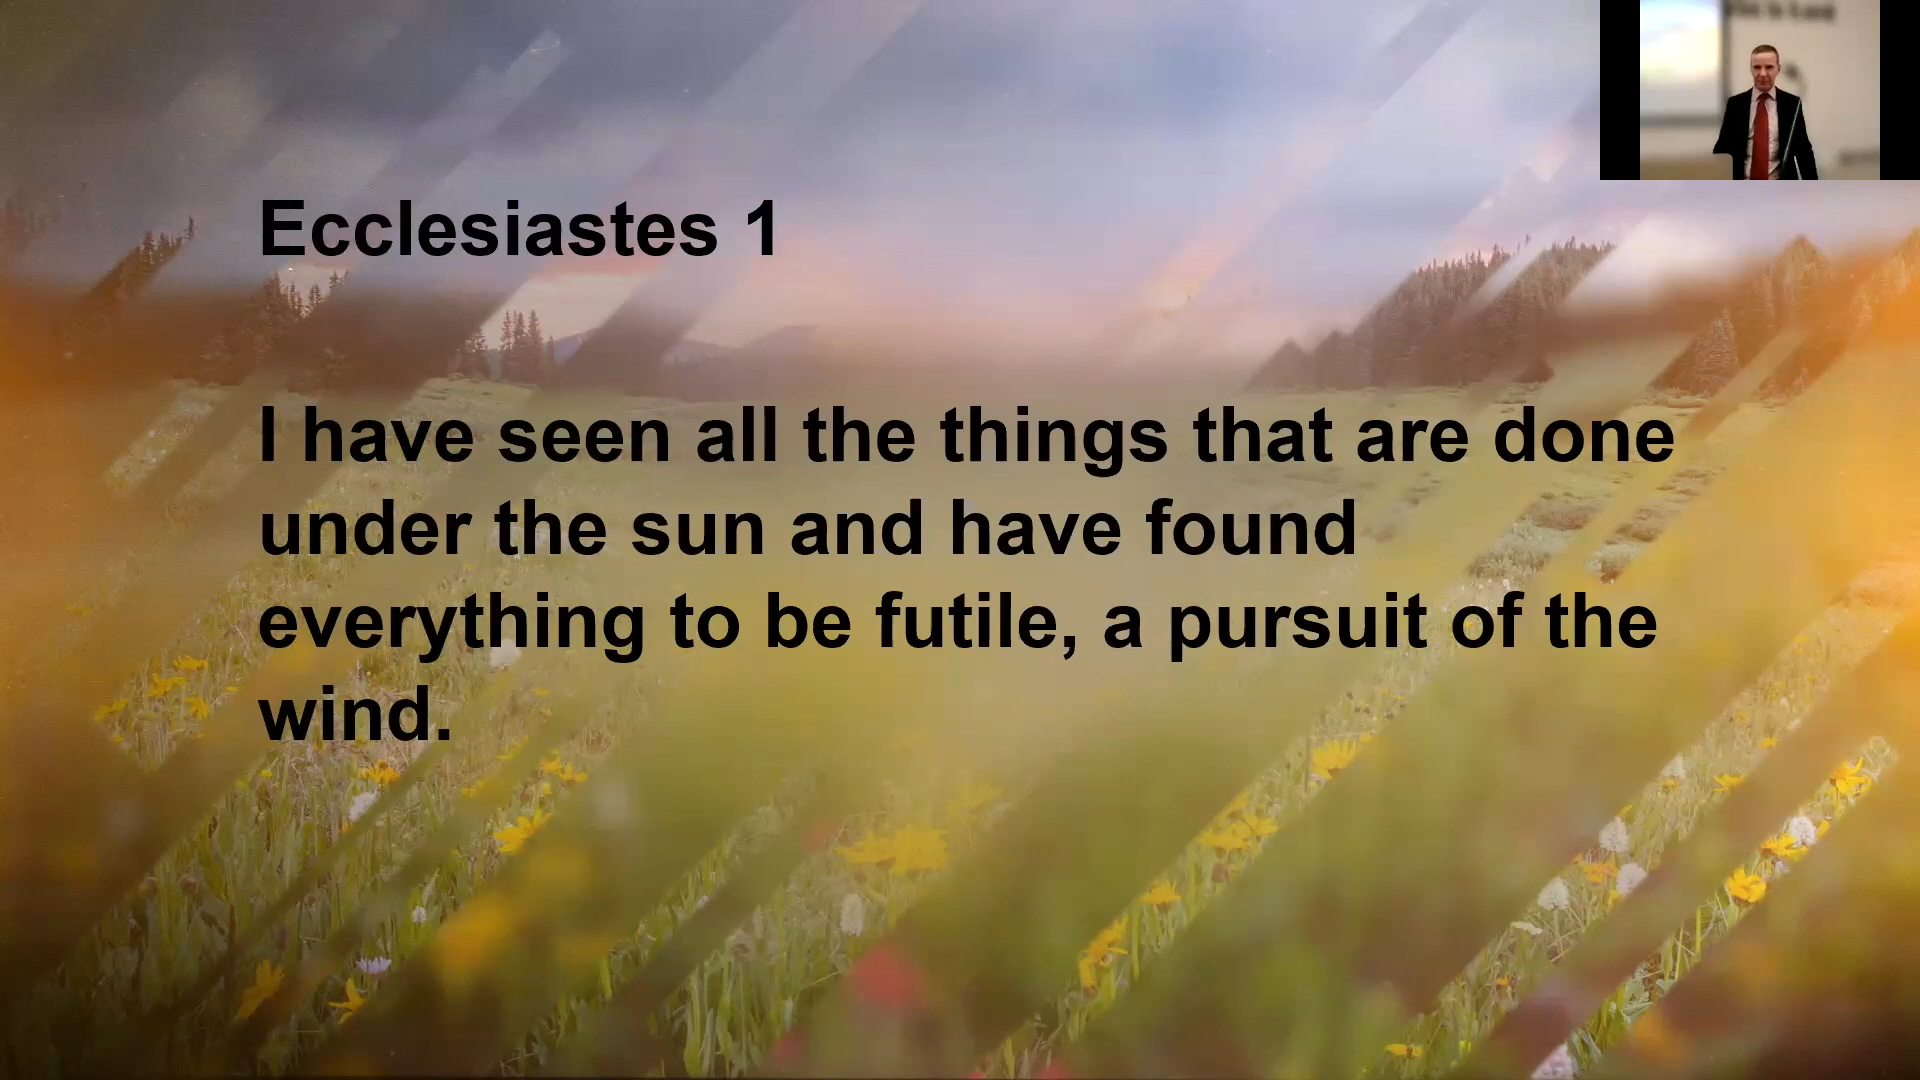 Ecclesiastes 1
I have seen all the things that are done
under the sun and have found
everything to be futile, a pursuit of the
wind.